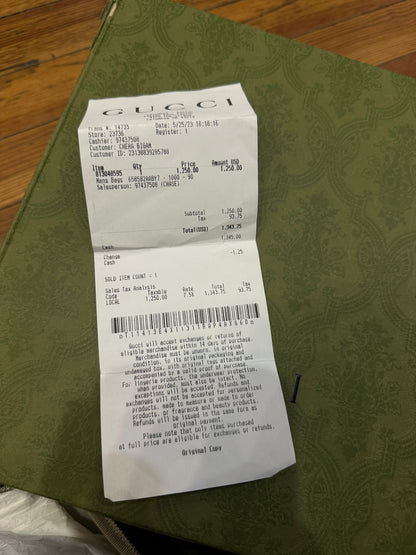 GUCCI
Trans #: 14735 Date: 5/25/23 18:10:16
Store: 23736 Register: 1
Cashier: 97437508
Customer: CHERA BIGAM
Item Qty Price Amount USD
1 1,250.00 1,250.00
Mens Bags
Salesperson: 97437508 (CHASE)
Subtotal 1,250.00
Tax 93.75
Total(USD) 1,343.75
Cash 1,345.00
Change
Cash -1.25
SOLD ITEM COUNT = 1
Sales Tax Analysis
Code Taxable Rate Total Tax
LOCAL 1,250.00 7.5% 1,343.75 93.75
Gucci will accept exchanges or returns of
eligible merchandise within 14 days of purchase.
Merchandise must be unworn, in original
condition, in its original packaging and
undamaged box, with original tags attached and
accompanied by a valid proof of purchase.
For lingerie products, the underwear protection,
when provided, must also be intact. No
exceptions will be accepted. Refunds and
exchanges will not be accepted for personalized
products, made to measure or made to order
products, or fragrance and beauty products.
Refunds will be issued in the same form as
original payment.
Please note that only items purchased
at full price are eligible for exchanges or refunds.
Original Copy